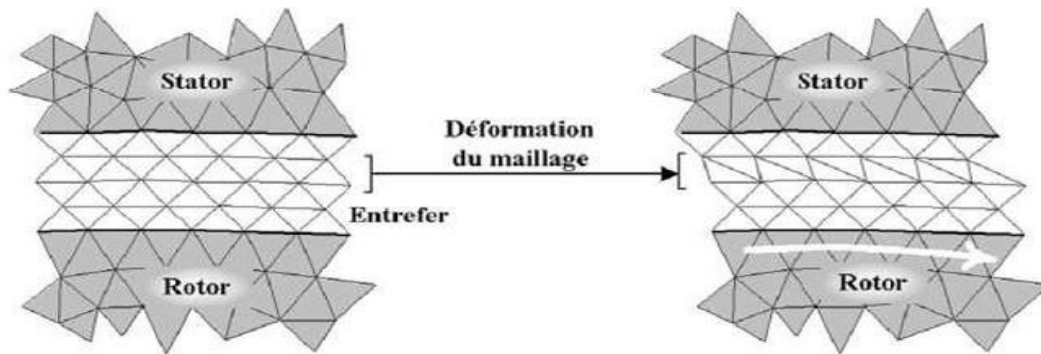 Stator
Stator
Déformation
du maillage
Entrefer
Rotor
Rotor